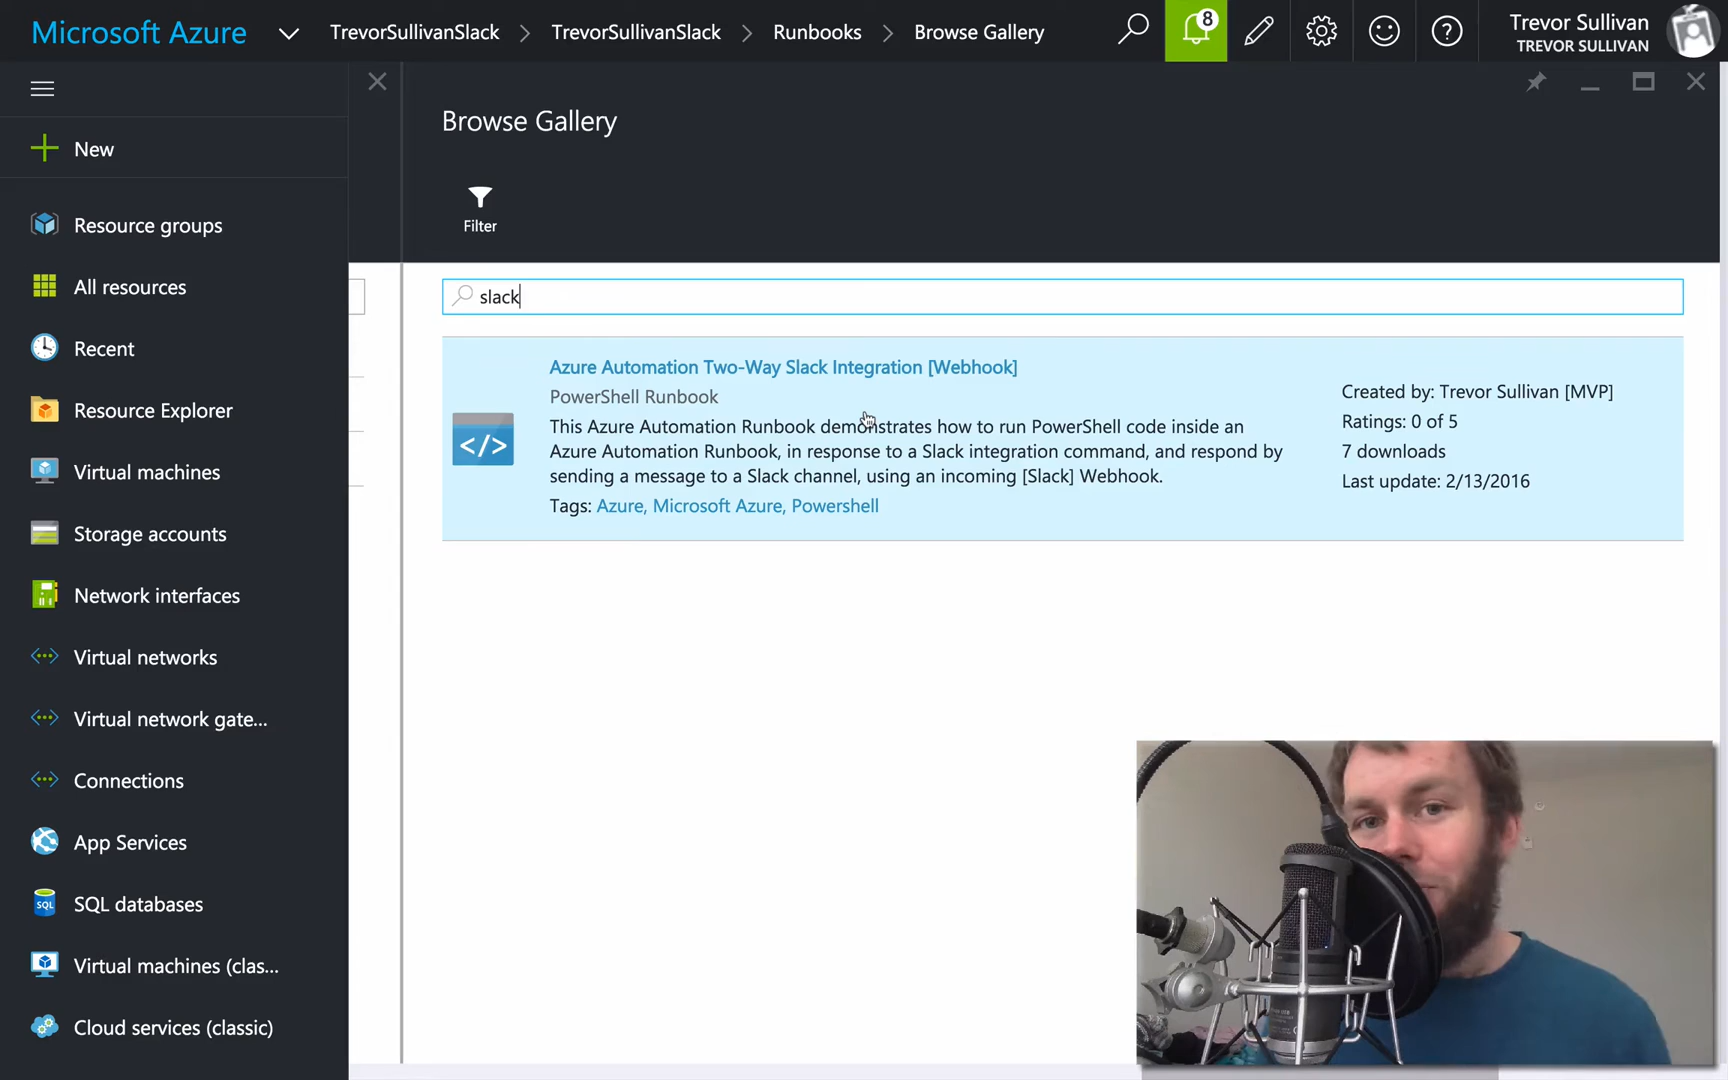 Microsoft Azure
TrevorSullivanSlack
TrevorSullivanSlack
Runbooks
Browse Gallery
8
Trevor Sullivan
TREVOR SULLIVAN
New
Resource groups
All resources
Recent
Resource Explorer
Virtual machines
Storage accounts
Network interfaces
Virtual networks
Virtual network gate...
Connections
App Services
SQL
SQL databases
Virtual machines (clas...
Cloud services (classic)
Browse Gallery
Filter
slack
</>
Azure Automation Two-Way Slack Integration [Webhook]
PowerShell Runbook
This Azure Automation Runbook demonstrates how to run PowerShell code inside an
Azure Automation Runbook, in response to a Slack integration command, and respond by
sending a message to a Slack channel, using an incoming [Slack] Webhook.
Tags: Azure, Microsoft Azure, Powershell
Created by: Trevor Sullivan [MVP]
Ratings: 0 of 5
7 downloads
Last update: 2/13/2016